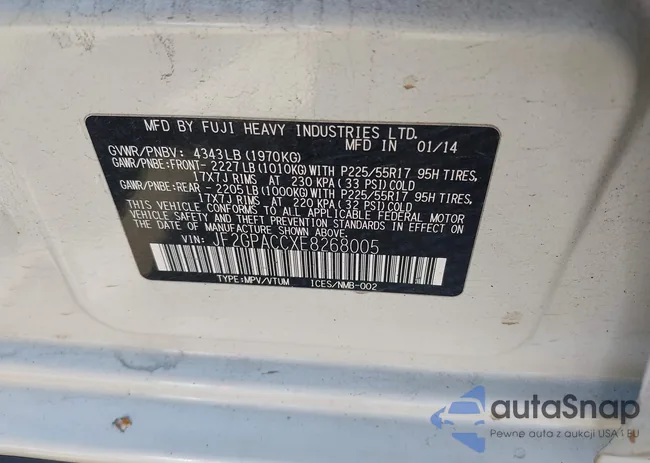 MFD BY FUJI HEAVY INDUSTRIES LTD.
MFD IN 01/14
GVWR/PNBV: 4343LB (1970KG)
GAWR/PNBE:FRONT- 2227LB (1010KG) WITH P225/55R17 95H TIRES,
17X7J RIMS AT 230 KPA (33 PSI) COLD
GAWR/PNBE:REAR - 2205LB (1000KG) WITH P225/55R17 95H TIRES,
17X7J RIMS AT 220 KPA (32 PSI) COLD
THIS VEHICLE CONFORMS TO ALL APPLICABLE FEDERAL MOTOR
VEHICLE SAFETY STANDARDS IN EFFECT ON THE DATE OF
MANUFACTURE SHOWN ABOVE.
VIN: JF2GPACCXE8268005
TYPE:MPV/VTUM ICES/NMB-002
autoSnap
Pewne auta z aukcji USA i EU